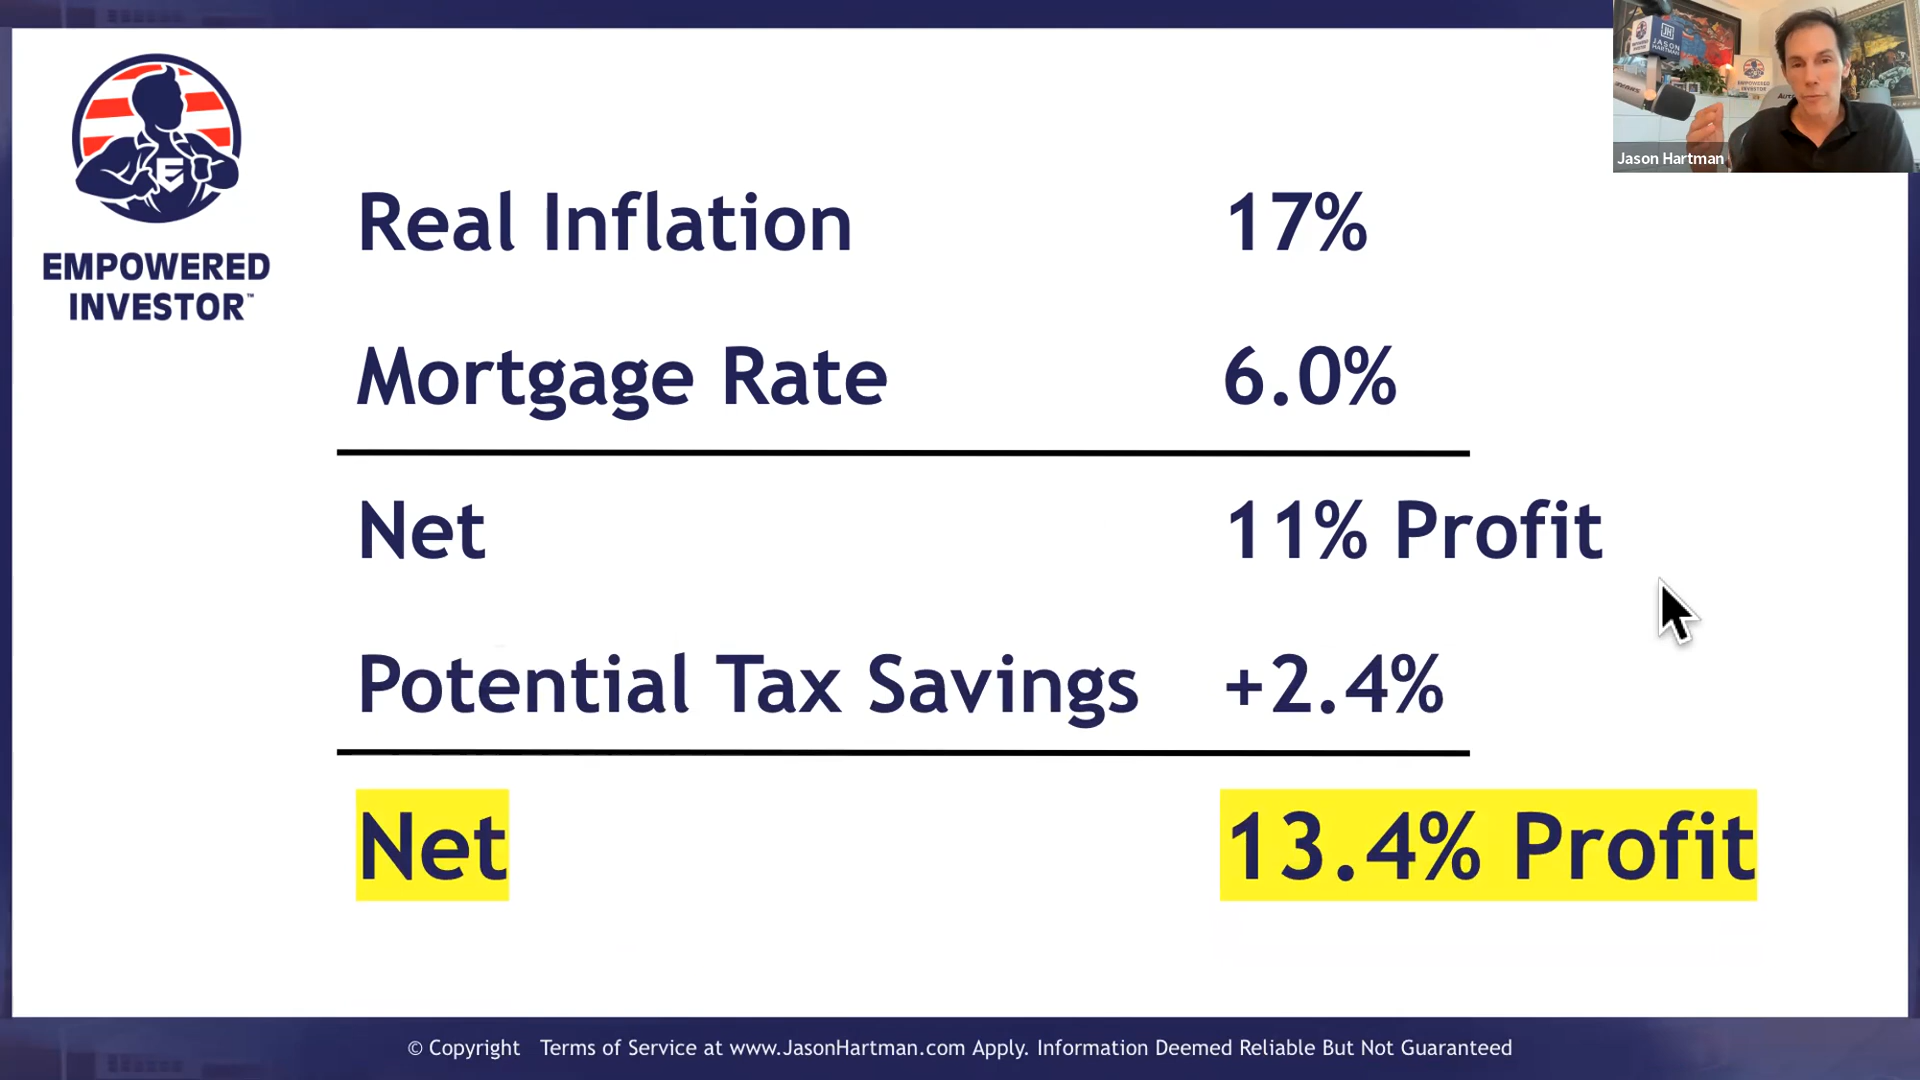 EMPOWERED
INVESTOR™
Jason Hartman
Real Inflation 17%
Mortgage Rate 6.0%
Net 11% Profit
Potential Tax Savings +2.4%
Net 13.4% Profit
© Copyright Terms of Service at www.JasonHartman.com Apply. Information Deemed Reliable But Not Guaranteed